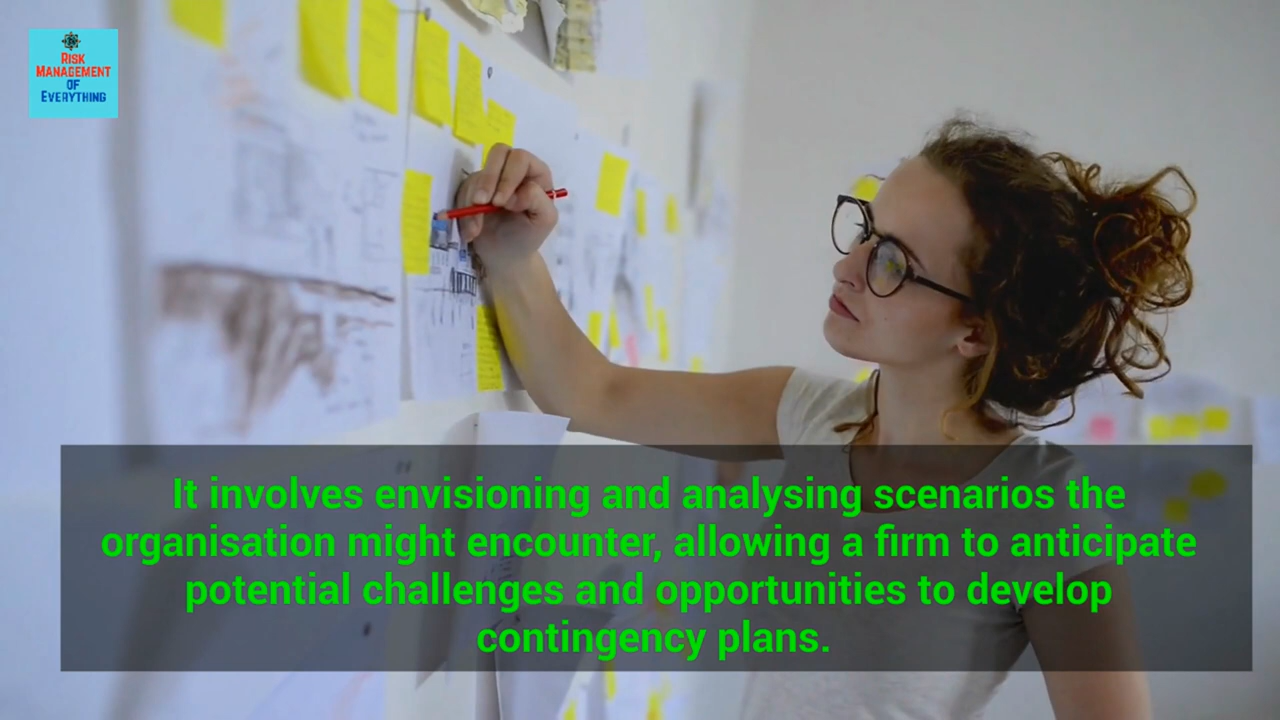 RISK
MANAGEMENT
OF
EVERYTHING
It involves envisioning and analysing scenarios the
organisation might encounter, allowing a firm to anticipate
potential challenges and opportunities to develop
contingency plans.